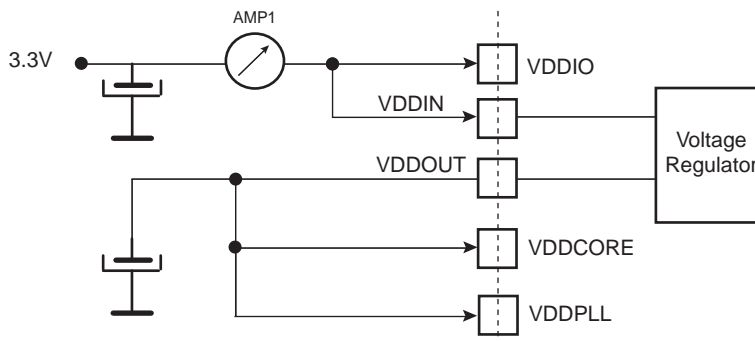 AMP1
3.3V
VDDIO
VDDIN
Voltage
Regulator
VDDOUT
VDDCORE
VDDPLL